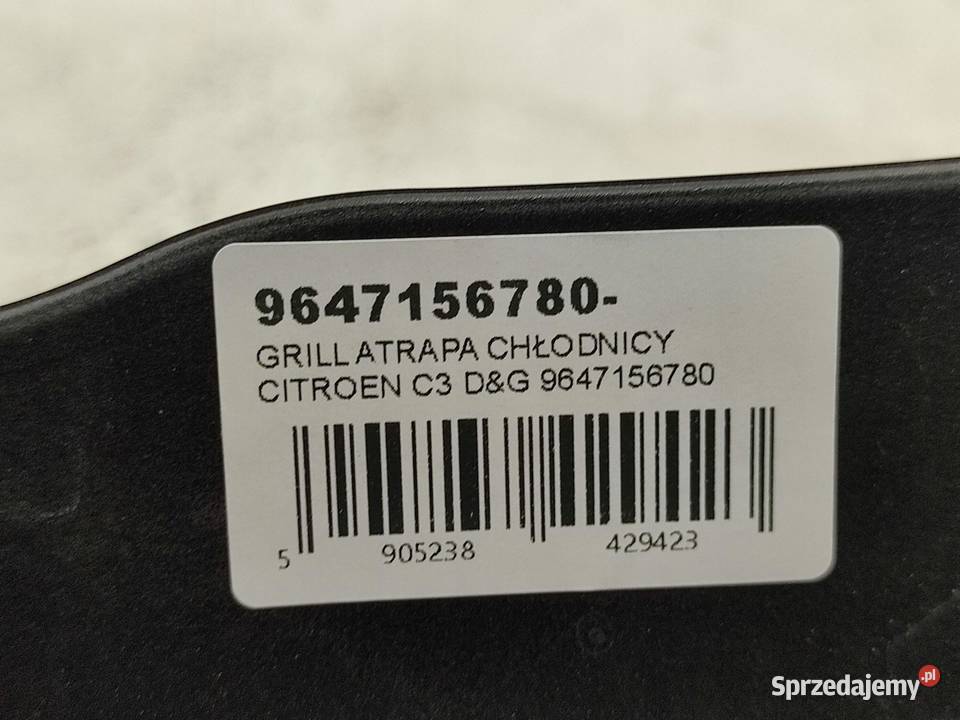 9647156780-
GRILL ATRAPA CHŁODNICY
CITROEN C3 D&G 9647156780
5 905238 429423
Sprzedajemy.pl